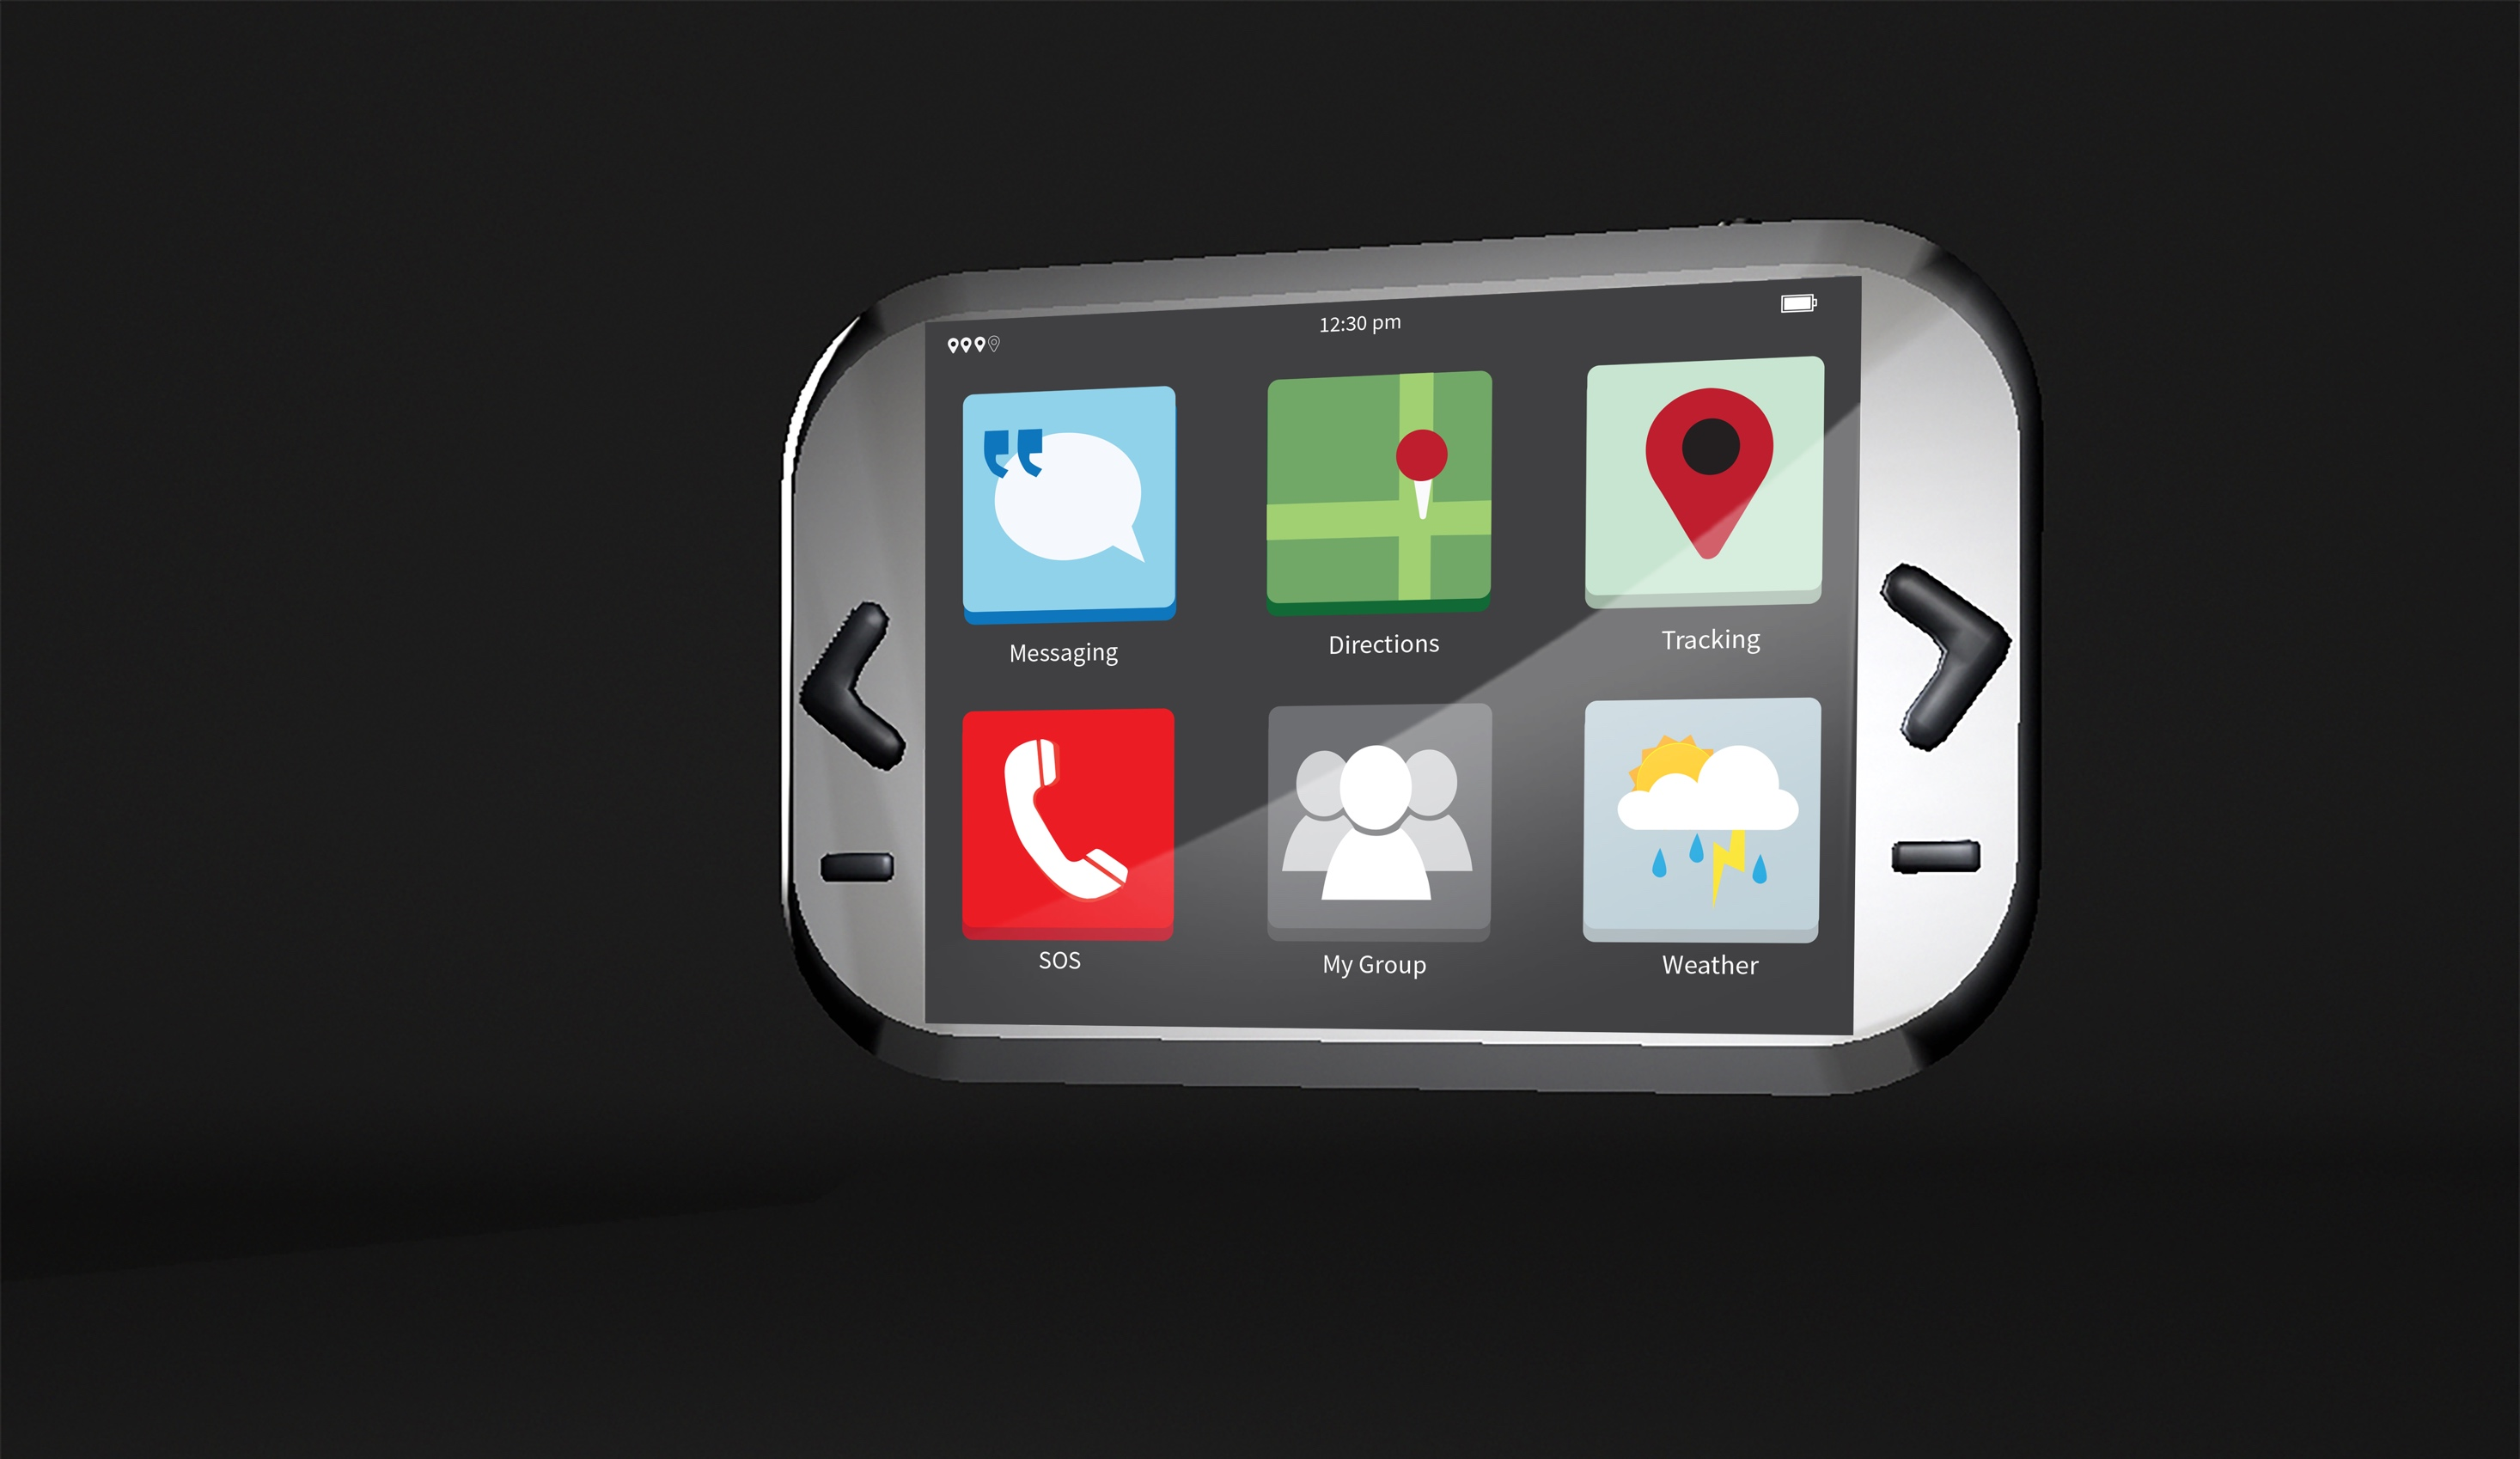 12:30 pm
Messaging
Directions
Tracking
SOS
My Group
Weather